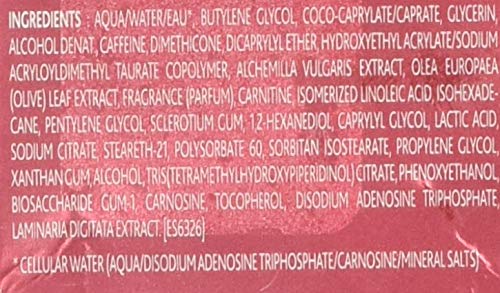 INGREDIENTS : AQUA/WATER/EAU*, BUTYLENE GLYCOL, COCO-CAPRYLATE/CAPRATE, GLYCERIN,
ALCOHOL DENAT, CAFFEINE, DIMETHICONE, DICAPRYLYL ETHER, HYDROXYETHYL ACRYLATE/SODIUM
ACRYLOYLDIMETHYL TAURATE COPOLYMER, ALCHEMILLA VULGARIS EXTRACT, OLEA EUROPAEA
(OLIVE) LEAF EXTRACT, FRAGRANCE (PARFUM), CARNITINE, ISOMERIZED LINOLEIC ACID, ISOHEXADE-
CANE, PENTYLENE GLYCOL, SCLEROTIUM GUM, 1,2-HEXANEDIOL, CAPRYLYL GLYCOL, LACTIC ACID,
SODIUM CITRATE, STEARETH-21, POLYSORBATE 60, SORBITAN ISOSTEARATE, PROPYLENE GLYCOL,
XANTHAN GUM, ALCOHOL, TRIS(TETRAMETHYLHYDROXYPIPERIDINOL) CITRATE, PHENOXYETHANOL,
BIOSACCHARIDE GUM-1, CARNOSINE, TOCOPHEROL, DISODIUM ADENOSINE TRIPHOSPHATE,
LAMINARIA DIGITATA EXTRACT. [ES6326]
* CELLULAR WATER (AQUA/DISODIUM ADENOSINE TRIPHOSPHATE/CARNOSINE/MINERAL SALTS)